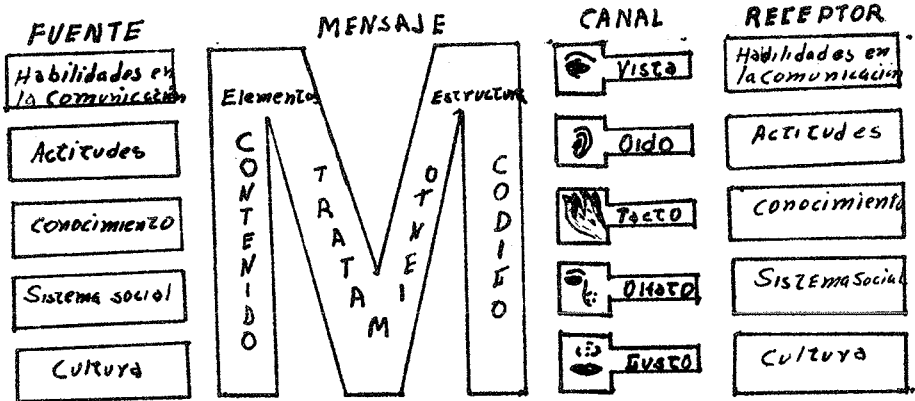 FUENTE
Habilidades en
la comunicación
Actitudes
Conocimiento
Sistema social
Cultura
MENSAJE
Elementos
Estructura
CONTENIDO
TRATAMIENTO
CODIGO
CANAL
Vista
Oido
Tacto
Olfato
Gusto
RECEPTOR
Habilidades en
la comunicación
Actitudes
Conocimiento
Sistema Social
Cultura